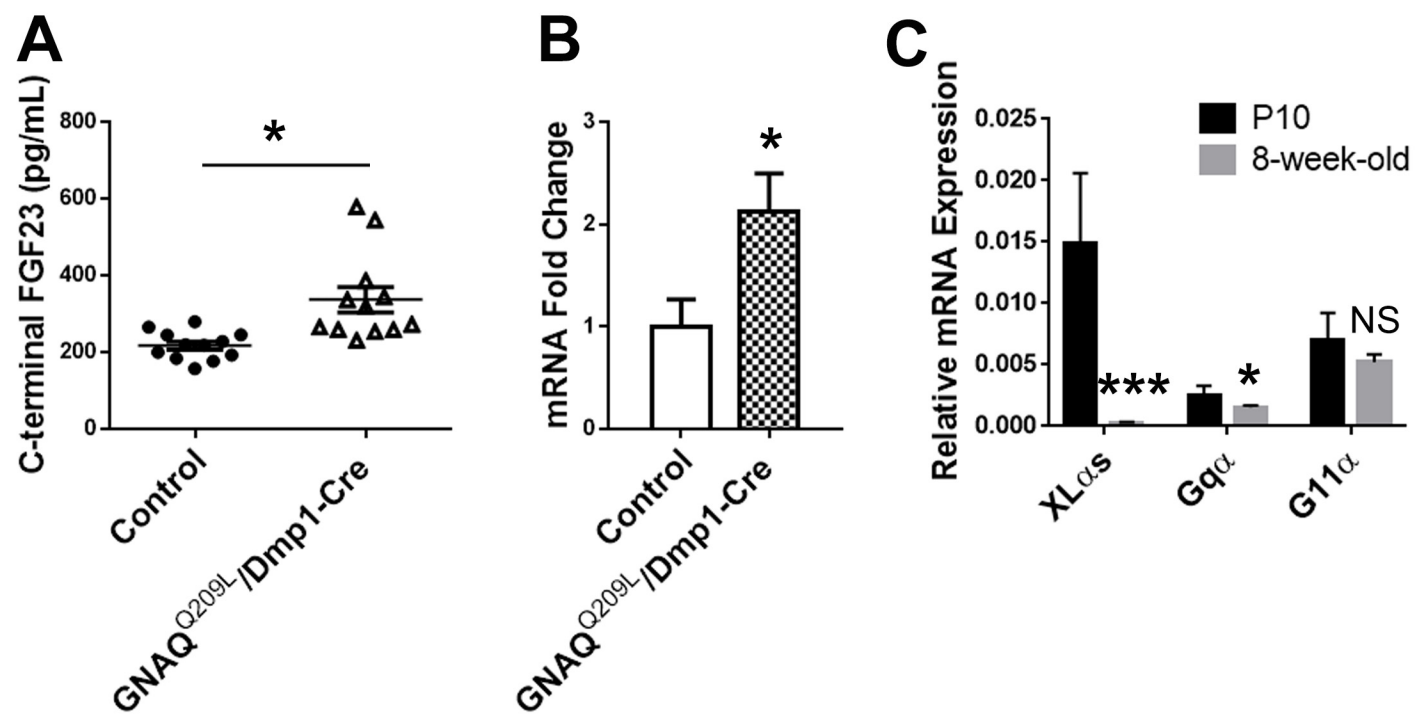 A
C-terminal FGF23 (pg/mL)
800
600
400
200
0
*
Control
GNAQQ209L/Dmp1-Cre
B
mRNA Fold Change
3
2
1
0
*
Control
GNAQQ209L/Dmp1-Cre
C
Relative mRNA Expression
0.025
0.020
0.015
0.010
0.005
0.000
P10
8-week-old
***
*
NS
XLαs
Gqα
G11α